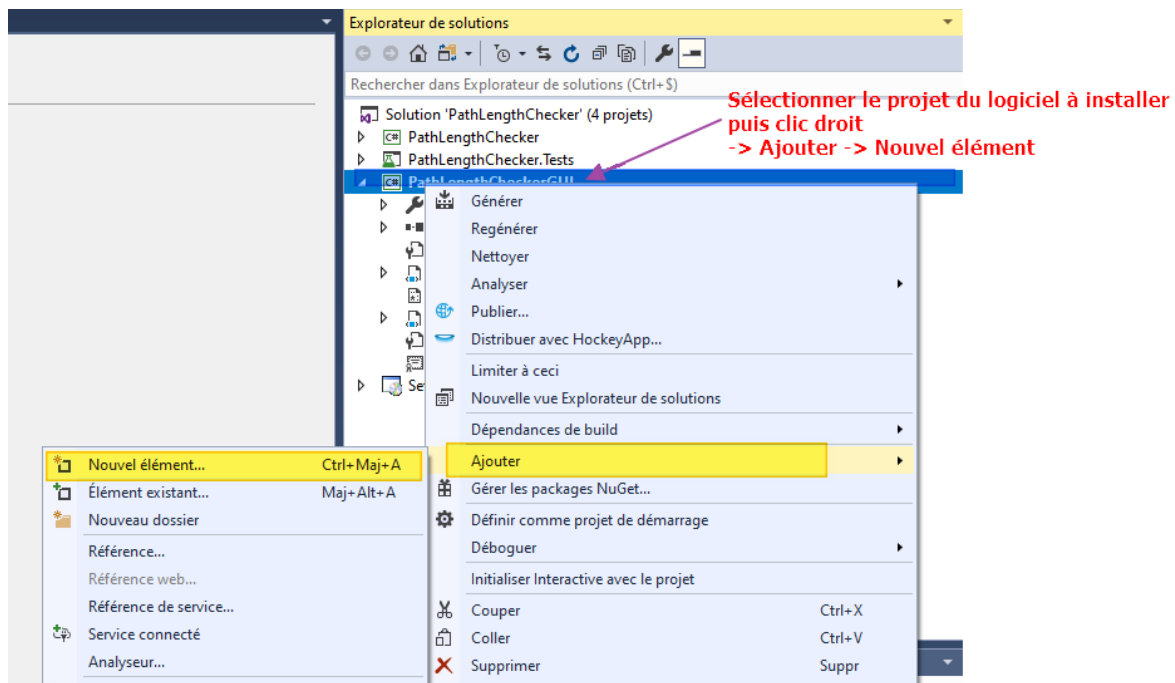 Explorateur de solutions
Rechercher dans Explorateur de solutions (Ctrl+$)
Sélectionner le projet du logiciel à installer
puis clic droit
-> Ajouter -> Nouvel élément
Solution 'PathLengthChecker' (4 projets)
C# PathLengthChecker
PathLengthChecker.Tests
C# PathLengthCheckerGUI
Générer
Regénérer
Nettoyer
Analyser
Publier...
Distribuer avec HockeyApp...
Limiter à ceci
Se
Nouvelle vue Explorateur de solutions
Dépendances de build
Ajouter
Gérer les packages NuGet...
Définir comme projet de démarrage
Déboguer
Initialiser Interactive avec le projet
Couper Ctrl+X
Coller Ctrl+V
Supprimer Suppr
Nouvel élément... Ctrl+Maj+A
Élément existant... Maj+Alt+A
Nouveau dossier
Référence...
Référence web...
Référence de service...
Service connecté
Analyseur...